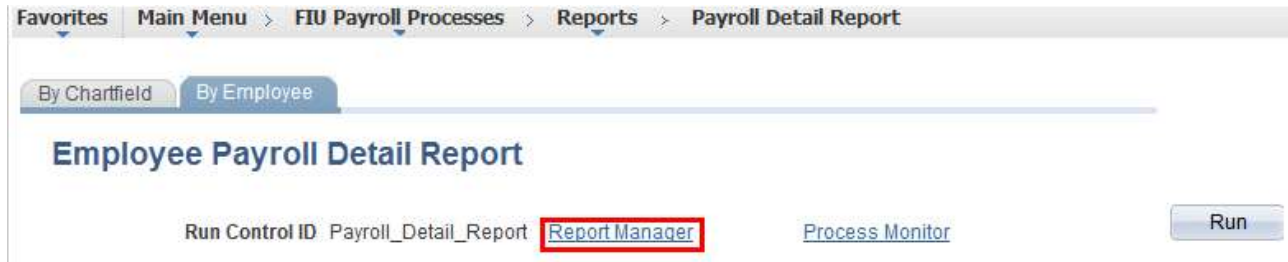 Favorites Main Menu > FIU Payroll Processes > Reports > Payroll Detail Report
By Chartfield By Employee
Employee Payroll Detail Report
Run Control ID Payroll_Detail_Report Report Manager Process Monitor Run